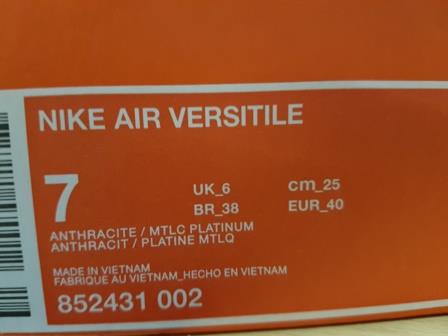 NIKE AIR VERSITILE
7
UK_6 cm_25
BR_38 EUR_40
ANTHRACITE / MTLC PLATINUM
ANTHRACIT / PLATINE MTLQ
MADE IN VIETNAM
FABRIQUE AU VIETNAM_HECHO EN VIETNAM
852431 002